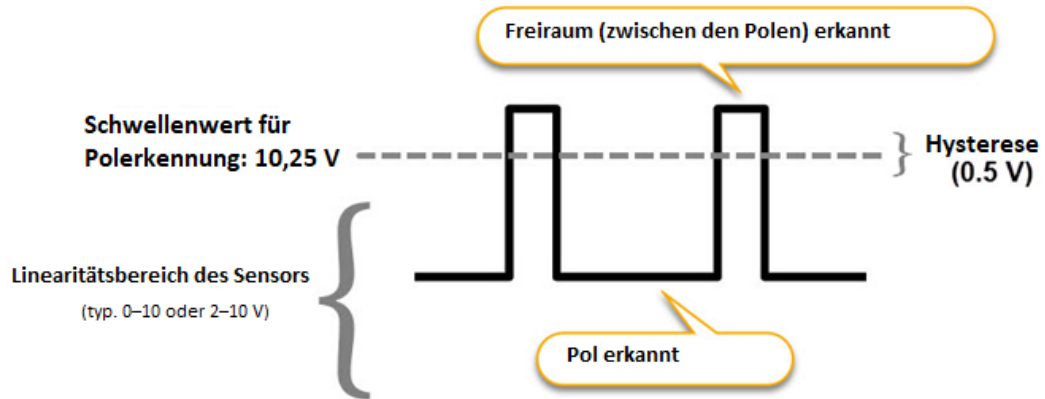 Freiraum (zwischen den Polen) erkannt
Schwellenwert für
Polerkennung: 10,25 V
Hysterese
(0.5 V)
Linearitätsbereich des Sensors
(typ. 0–10 oder 2–10 V)
Pol erkannt